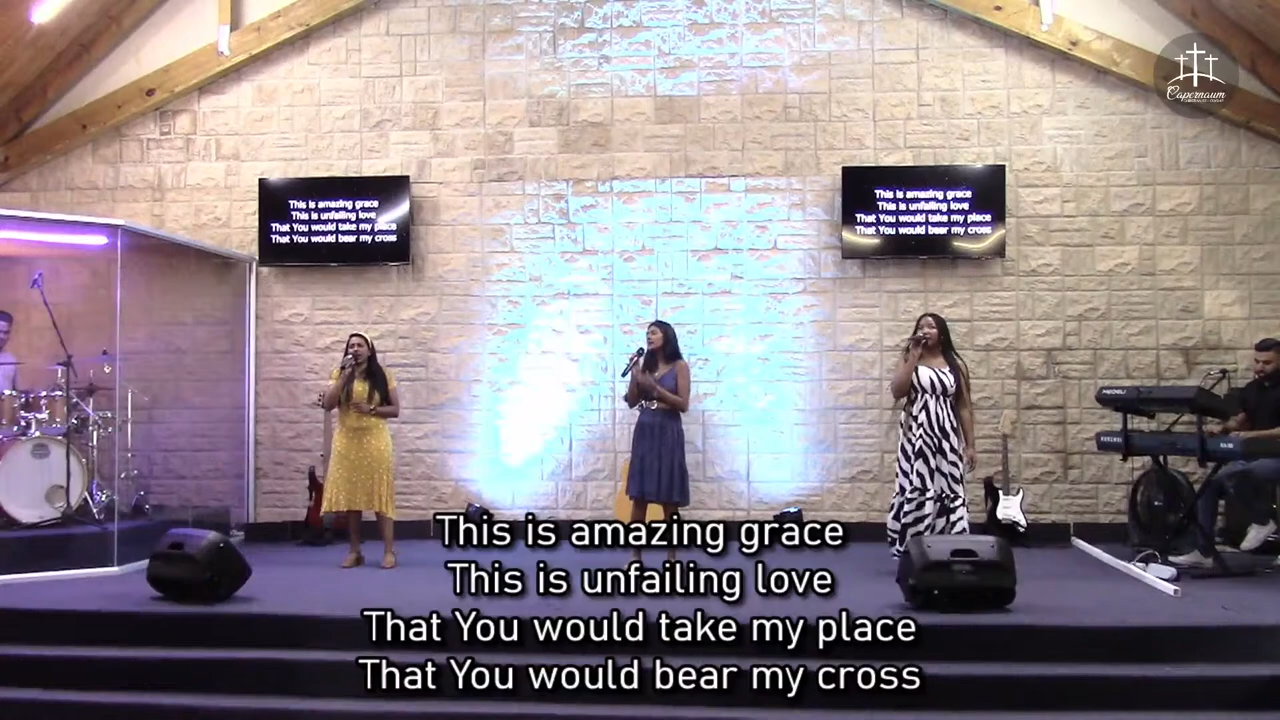 Capernaum
This is amazing grace
This is unfailing love
That You would take my place
That You would bear my cross
This is amazing grace
This is unfailing love
That You would take my place
That You would bear my cross
MEDELI
This is amazing grace
This is unfailing love
That You would take my place
That You would bear my cross